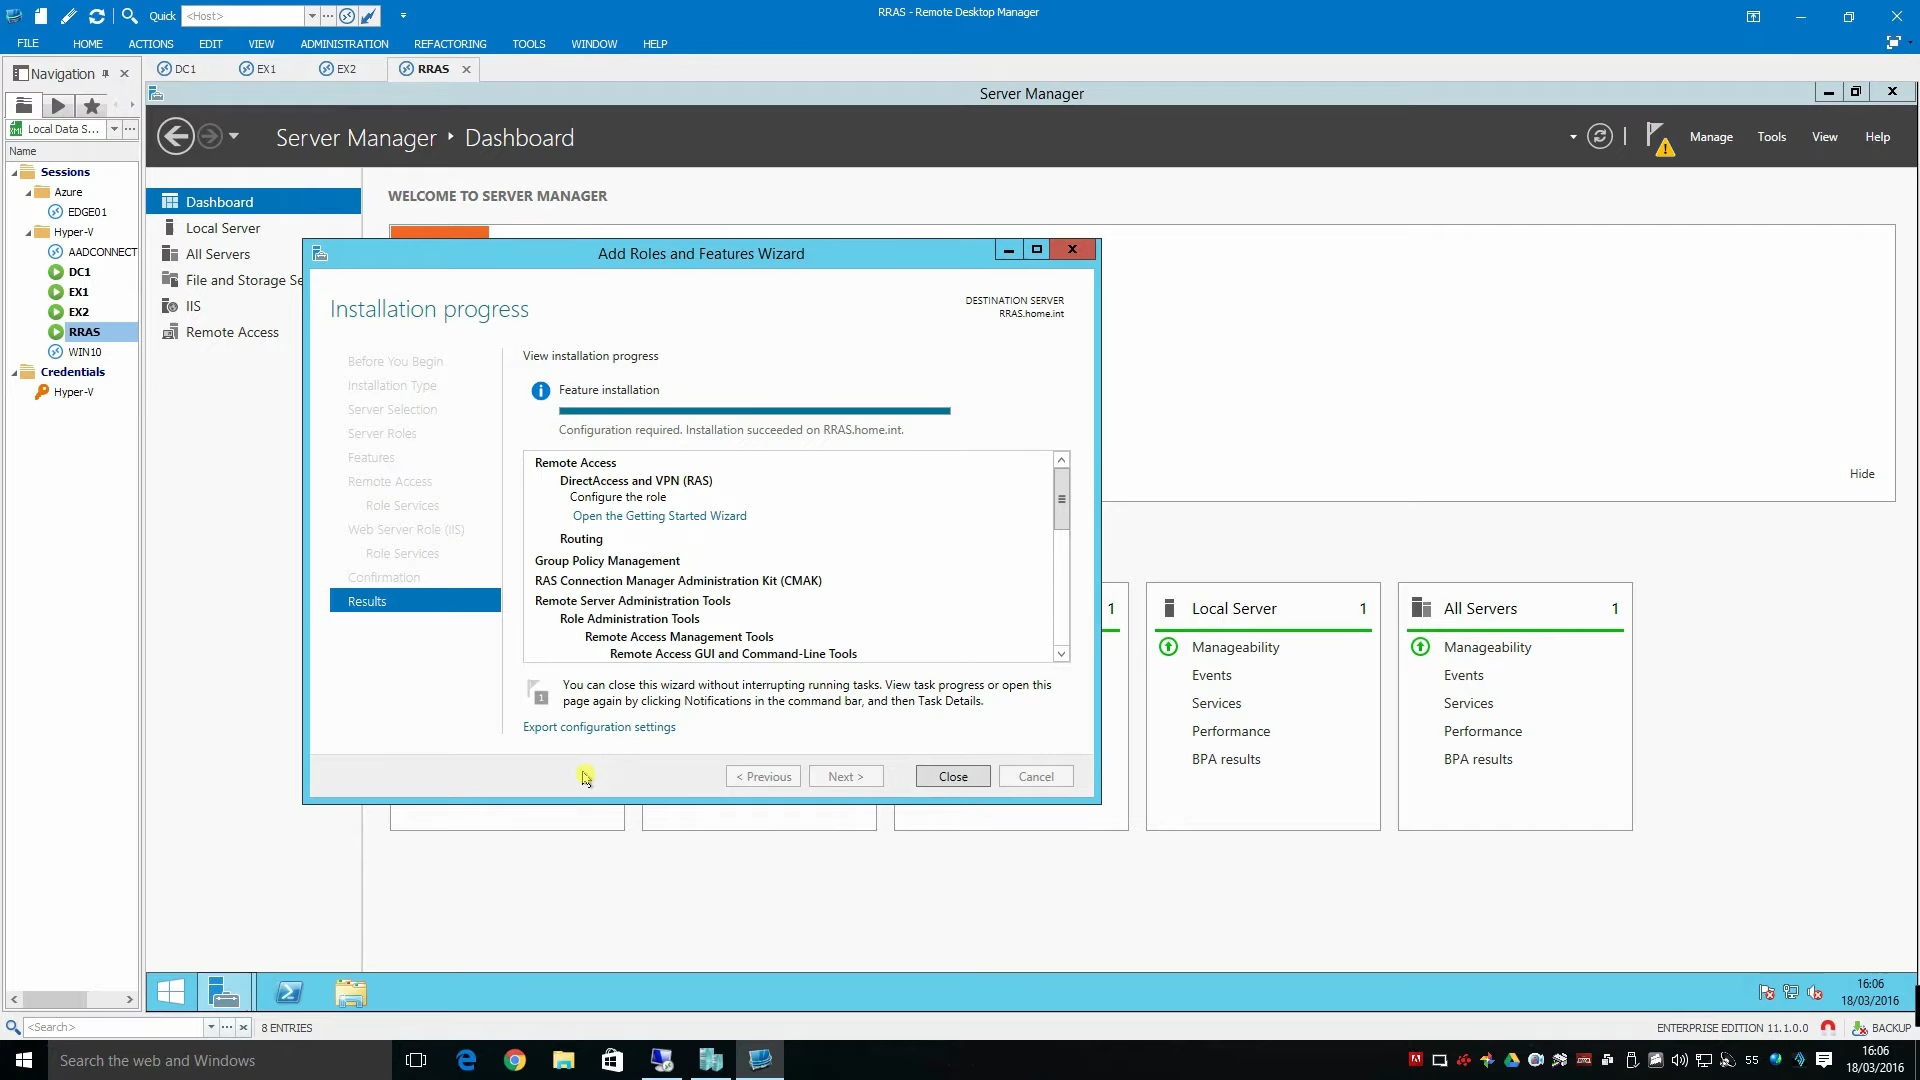 Quick <Host>
RRAS - Remote Desktop Manager
FILE HOME ACTIONS EDIT VIEW ADMINISTRATION REFACTORING TOOLS WINDOW HELP
Navigation
DC1 EX1 EX2 RRAS
Server Manager
Local Data S...
Name
Sessions
Azure
EDGE01
Hyper-V
AADCONNECT
DC1
EX1
EX2
RRAS
WIN10
Credentials
Hyper-V
Server Manager Dashboard
Manage Tools View Help
Dashboard
Local Server
All Servers
File and Storage Se
IIS
Remote Access
WELCOME TO SERVER MANAGER
Hide
Add Roles and Features Wizard
Installation progress
DESTINATION SERVER
RRAS.home.int
Before You Begin
Installation Type
Server Selection
Server Roles
Features
Remote Access
Role Services
Web Server Role (IIS)
Role Services
Confirmation
Results
View installation progress
Feature installation
Configuration required. Installation succeeded on RRAS.home.int.
Remote Access
DirectAccess and VPN (RAS)
Configure the role
Open the Getting Started Wizard
Routing
Group Policy Management
RAS Connection Manager Administration Kit (CMAK)
Remote Server Administration Tools
Role Administration Tools
Remote Access Management Tools
Remote Access GUI and Command-Line Tools
1
You can close this wizard without interrupting running tasks. View task progress or open this
page again by clicking Notifications in the command bar, and then Task Details.
Export configuration settings
< Previous Next > Close Cancel
1
Local Server 1
Manageability
Events
Services
Performance
BPA results
All Servers 1
Manageability
Events
Services
Performance
BPA results
16:06
18/03/2016
<Search>
8 ENTRIES
ENTERPRISE EDITION 11.1.0.0
BACKUP
Search the web and Windows
55
16:06
18/03/2016